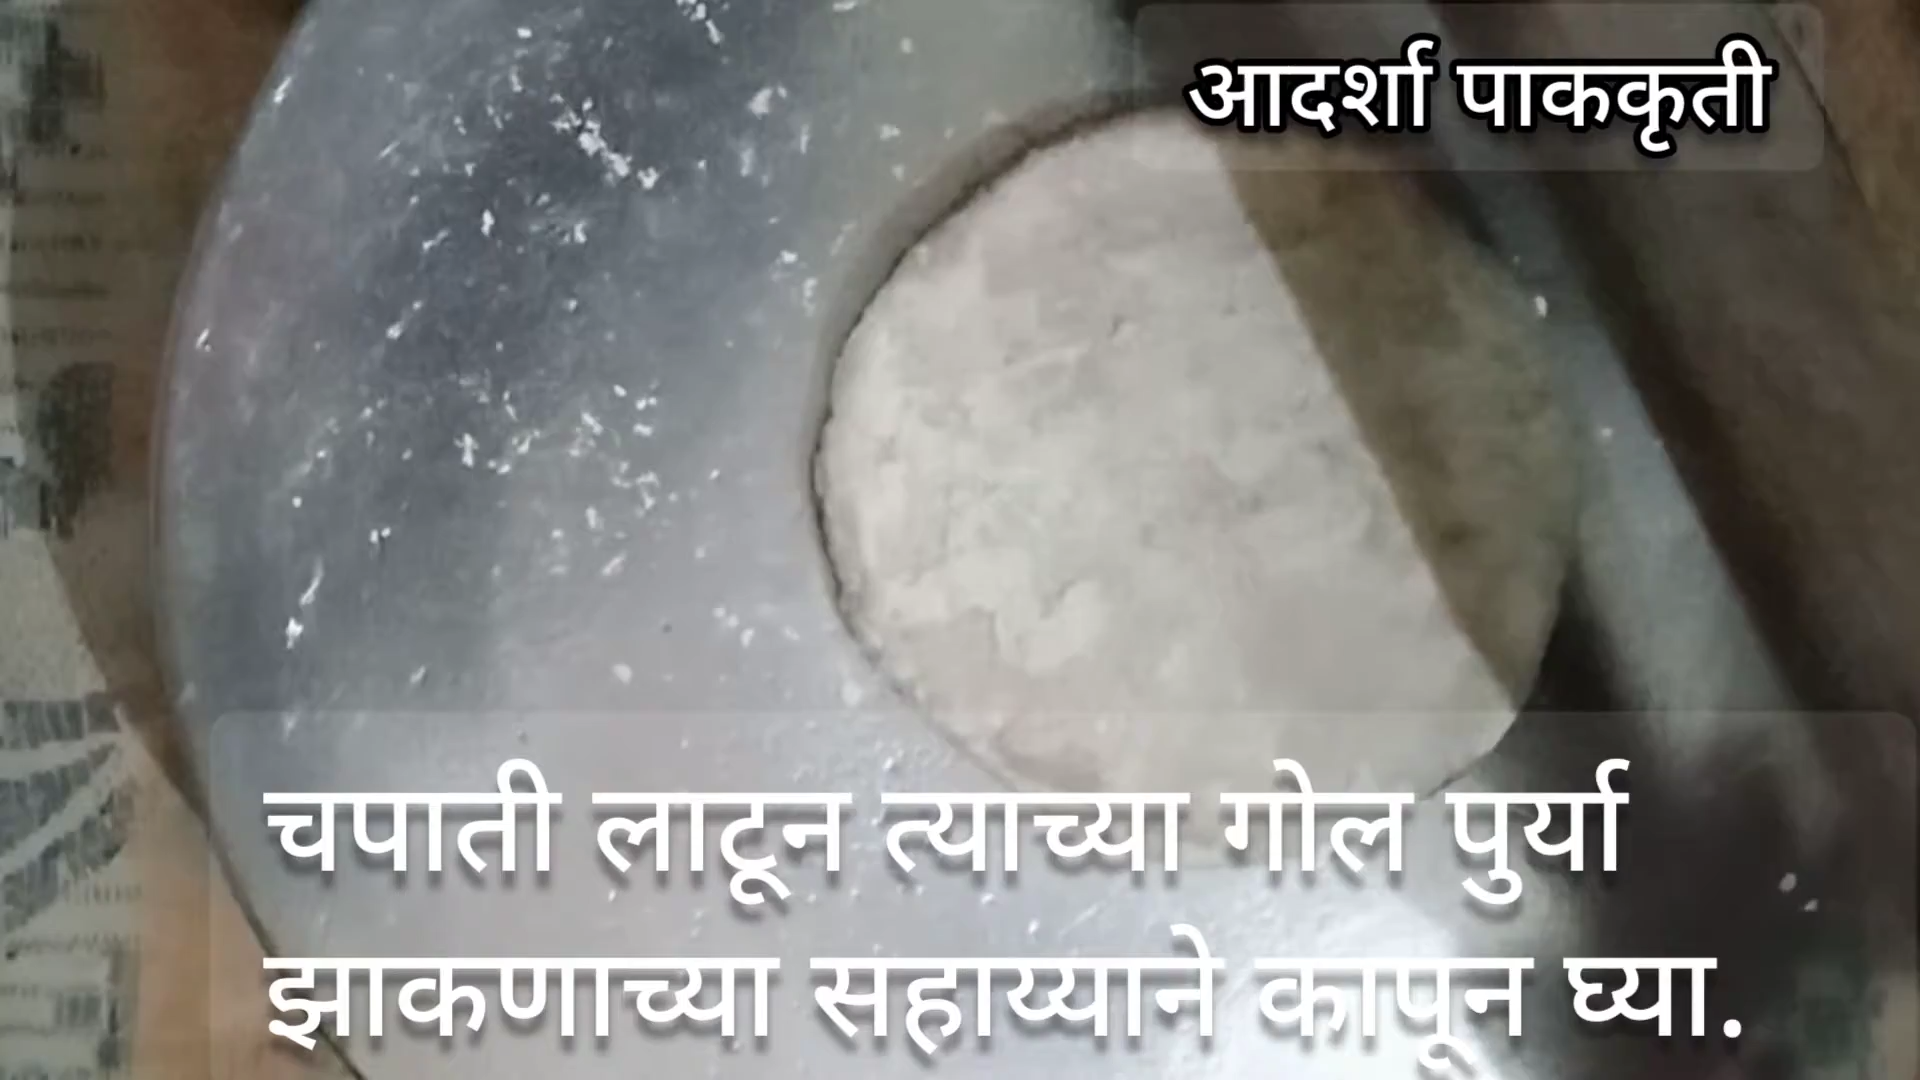 आदर्शा पाककृती
चपाती लाटून त्याच्या गोल पुर्या
झाकणाच्या सहाय्याने कापून घ्या.